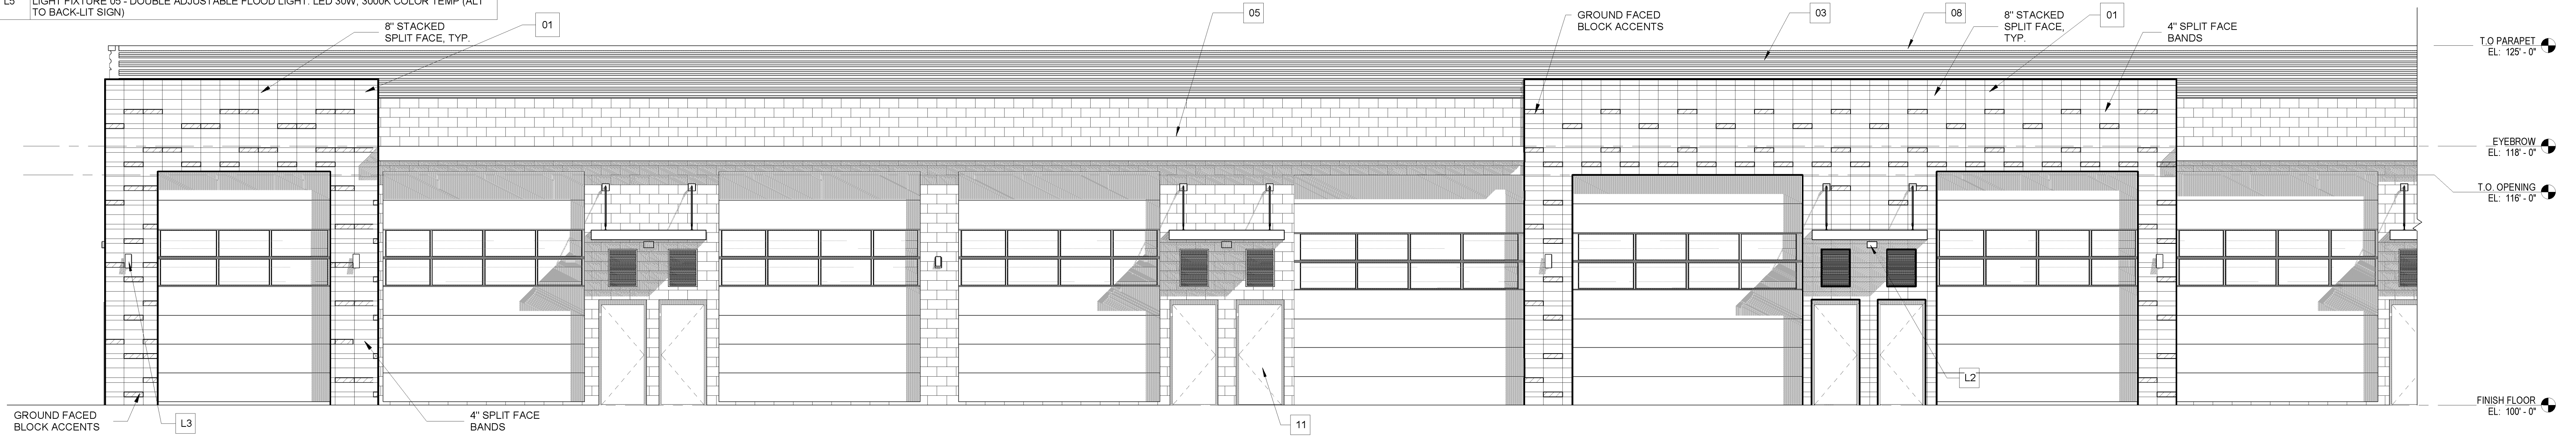 L5 LIGHT FIXTURE 05 - DOUBLE ADJUSTABLE FLOOD LIGHT: LED 30W, 3000K COLOR TEMP (ALT
TO BACK-LIT SIGN)
8" STACKED
SPLIT FACE, TYP.
01
05
GROUND FACED
BLOCK ACCENTS
03
08
8" STACKED
SPLIT FACE,
TYP.
01
4" SPLIT FACE
BANDS
T.O PARAPET
EL: 125' - 0"
EYEBROW
EL: 118' - 0"
T.O. OPENING
EL: 116' - 0"
L2
FINISH FLOOR
EL: 100' - 0"
GROUND FACED
BLOCK ACCENTS
L3
4" SPLIT FACE
BANDS
11